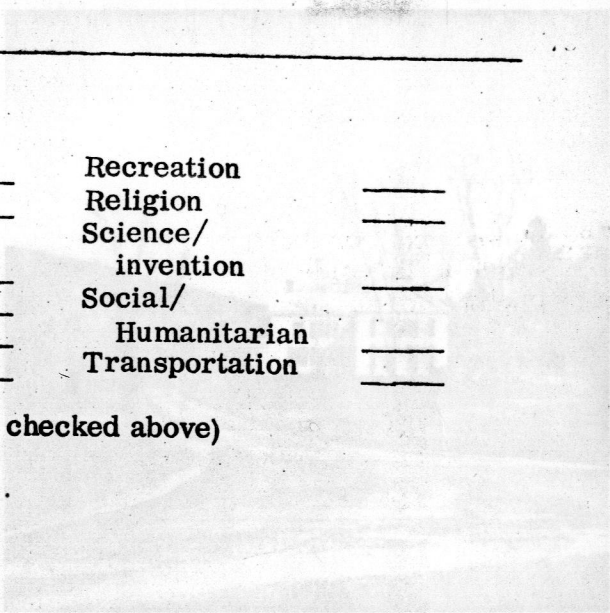 Recreation
Religion
Science/
invention
Social/
Humanitarian
Transportation
checked above)